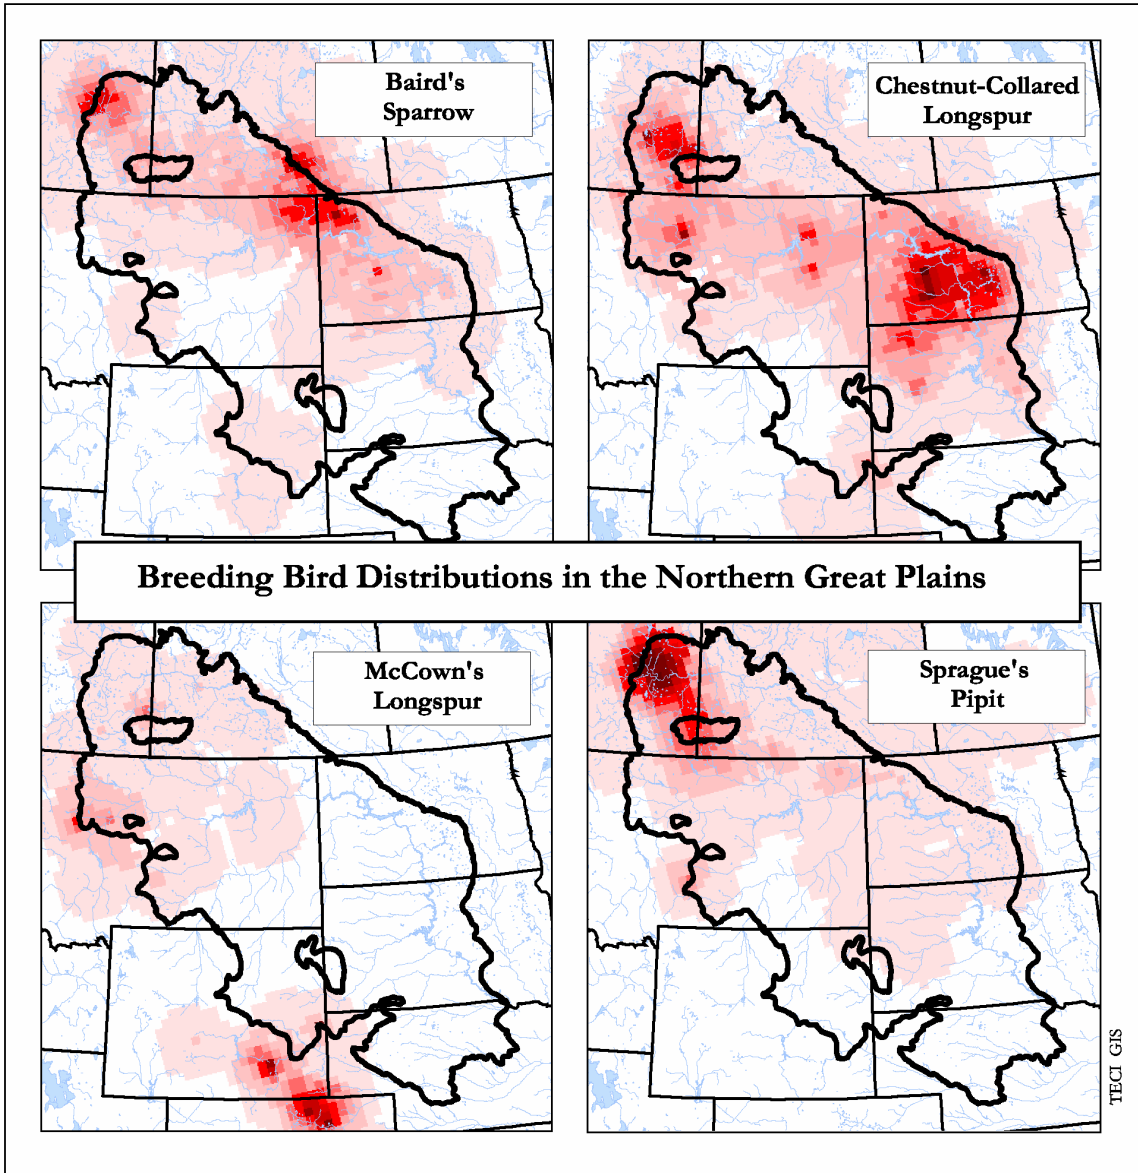 Baird's
Sparrow
Chestnut-Collared
Longspur
Breeding Bird Distributions in the Northern Great Plains
McCown's
Longspur
Sprague's
Pipit
TECI GIS